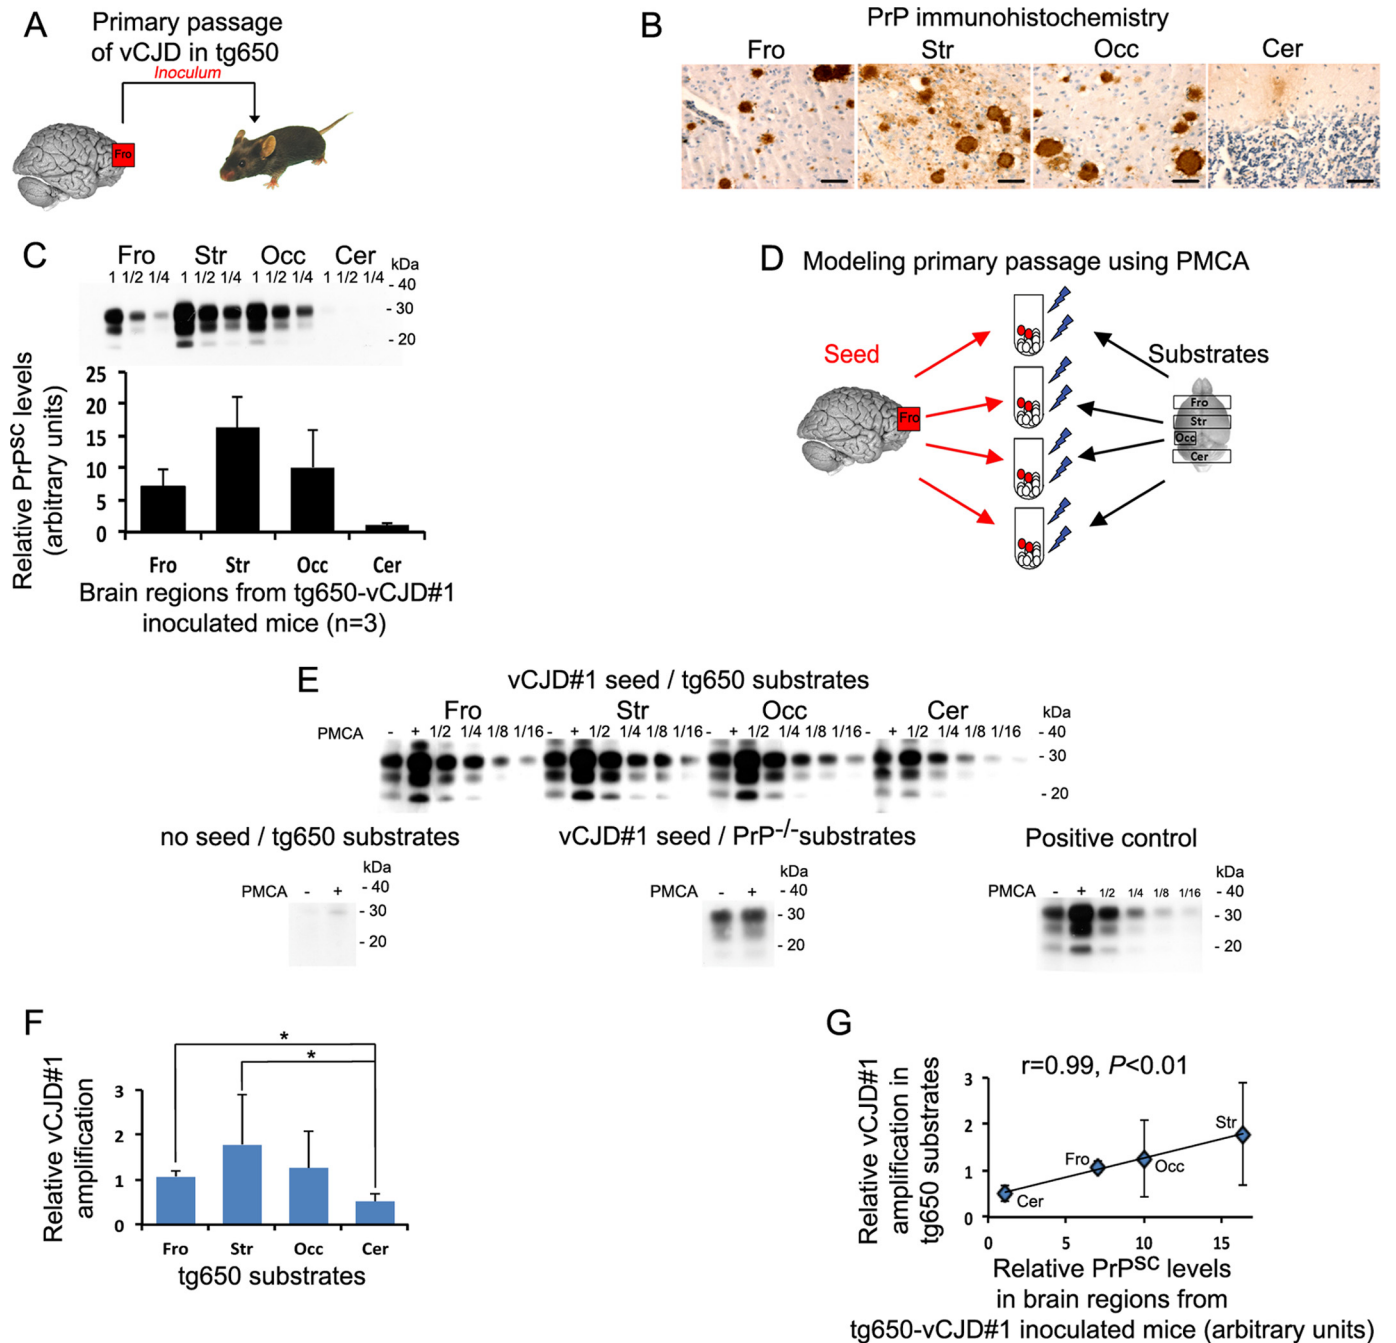 A
Primary passage
of vCJD in tg650
Inoculum
Fro
B
PrP immunohistochemistry
Fro Str Occ Cer
C
Fro Str Occ Cer
1 1/2 1/4 1 1/2 1/4 1 1/2 1/4 1 1/2 1/4
kDa
- 40
- 30
- 20
Relative PrPSC levels
(arbitrary units)
25
20
15
10
5
0
Fro Str Occ Cer
Brain regions from tg650-vCJD#1
inoculated mice (n=3)
D
Modeling primary passage using PMCA
Seed
Fro
Substrates
Fro
Str
Occ
Cer
E
vCJD#1 seed / tg650 substrates
Fro Str Occ Cer
PMCA - + 1/2 1/4 1/8 1/16 - + 1/2 1/4 1/8 1/16 - + 1/2 1/4 1/8 1/16 - + 1/2 1/4 1/8 1/16
kDa
- 40
- 30
- 20
no seed / tg650 substrates
PMCA - +
kDa
- 40
- 30
- 20
vCJD#1 seed / PrP-/-substrates
PMCA - +
kDa
- 40
- 30
- 20
Positive control
PMCA - + 1/2 1/4 1/8 1/16
kDa
- 40
- 30
- 20
F
Relative vCJD#1
amplification
3
2
1
0
*
*
Fro Str Occ Cer
tg650 substrates
G
r=0.99, P<0.01
Relative vCJD#1
amplification in
tg650 substrates
3
2
1
0
Cer
Fro
Occ
Str
0 5 10 15
Relative PrPSC levels
in brain regions from
tg650-vCJD#1 inoculated mice (arbitrary units)